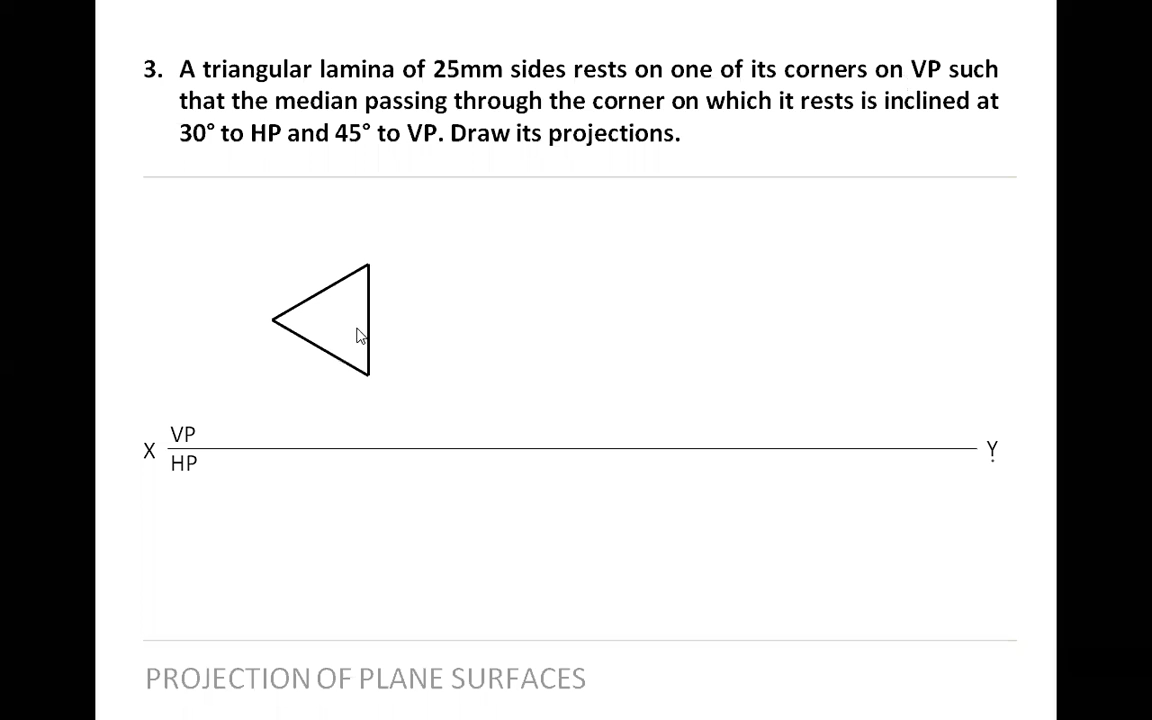 3. A triangular lamina of 25mm sides rests on one of its corners on VP such
that the median passing through the corner on which it rests is inclined at
30° to HP and 45° to VP. Draw its projections.
VP
X Y
HP
PROJECTION OF PLANE SURFACES